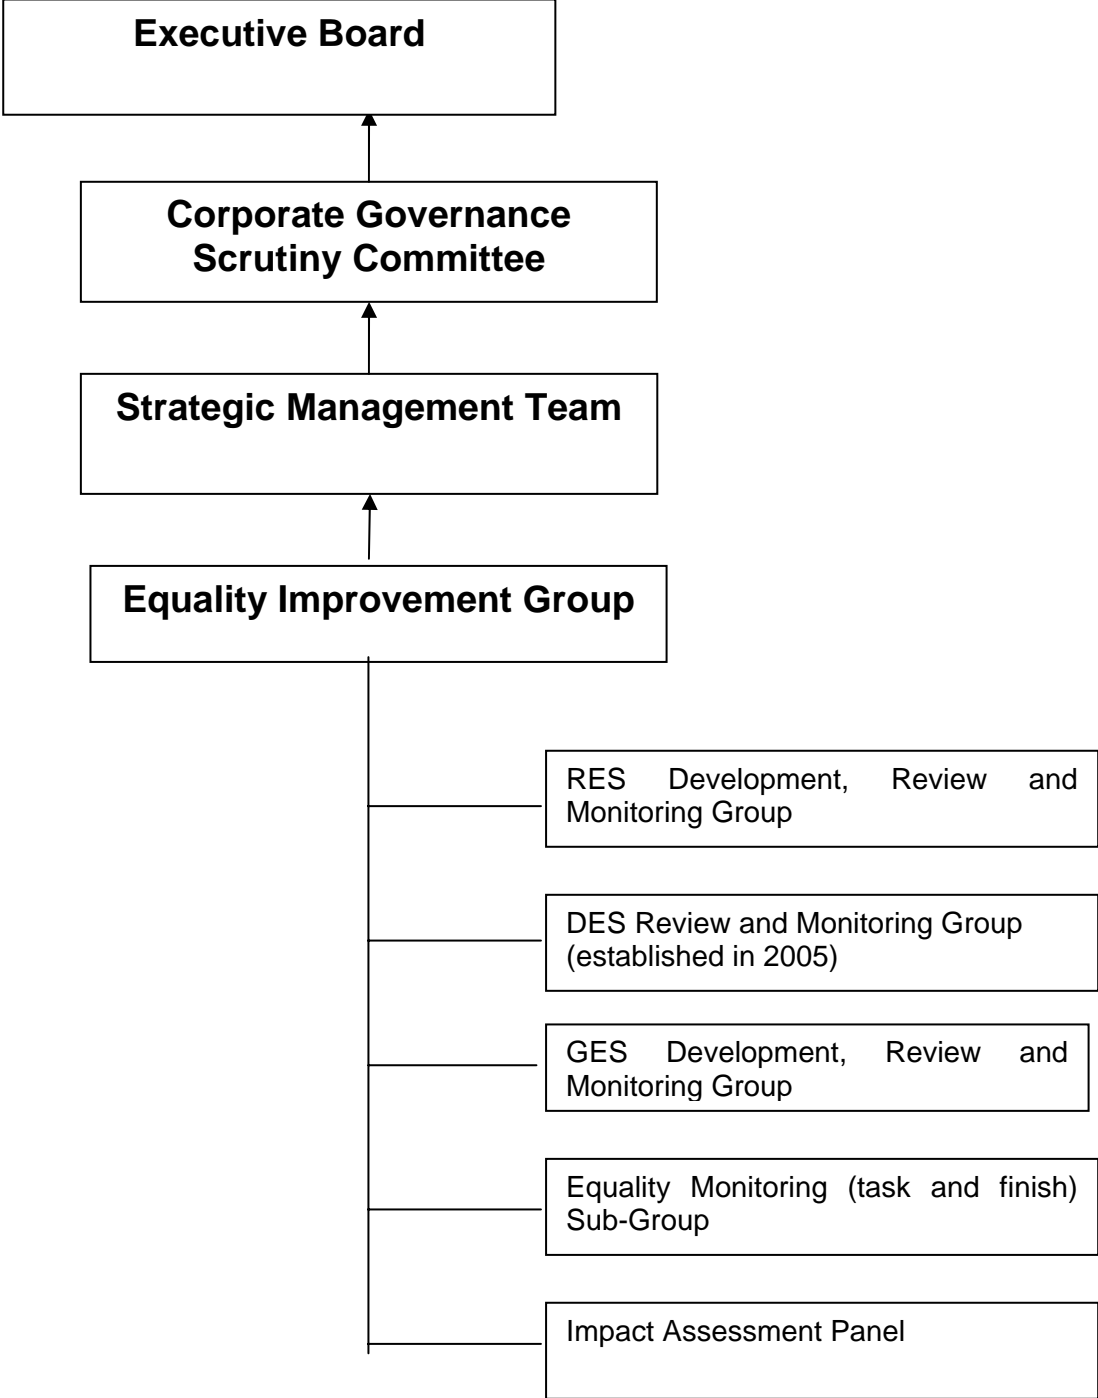 Executive Board
Corporate Governance
Scrutiny Committee
Strategic Management Team
Equality Improvement Group
RES Development, Review and
Monitoring Group
DES Review and Monitoring Group
(established in 2005)
GES Development, Review and
Monitoring Group
Equality Monitoring (task and finish)
Sub-Group
Impact Assessment Panel